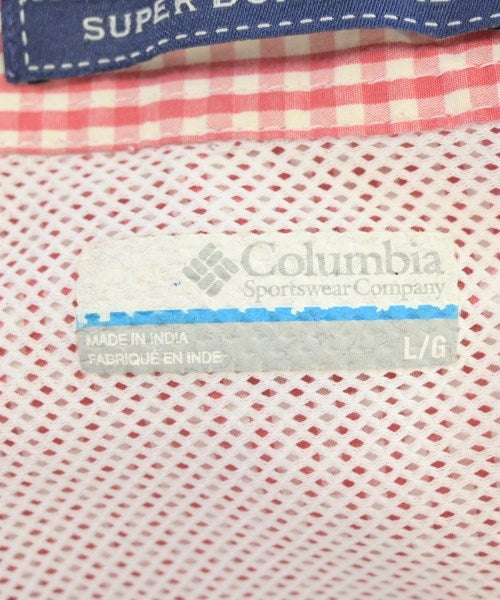 SUPER
Columbia
Sportswear Company
MADE IN INDIA
FABRIQUÉ EN INDE
L/G